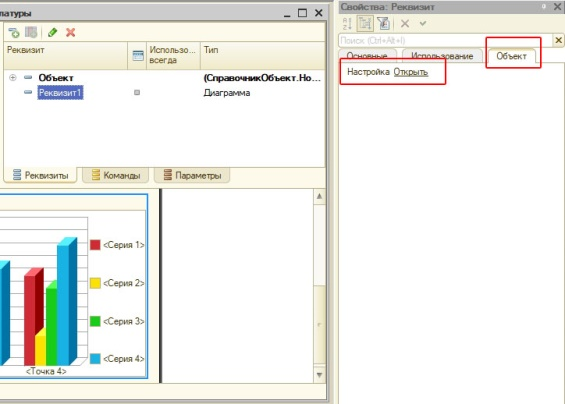 латуры
Реквизит
Использо...
всегда
Тип
Объект
(СправочникОбъект.Но...
Реквизит1
Диаграмма
Реквизиты
Команды
Параметры
<Серия 1>
<Серия 2>
<Серия 3>
<Серия 4>
<Точка 4>
Свойства: Реквизит
Поиск (Ctrl+Alt+I)
Основные
Использование
Объект
Настройка Открыть